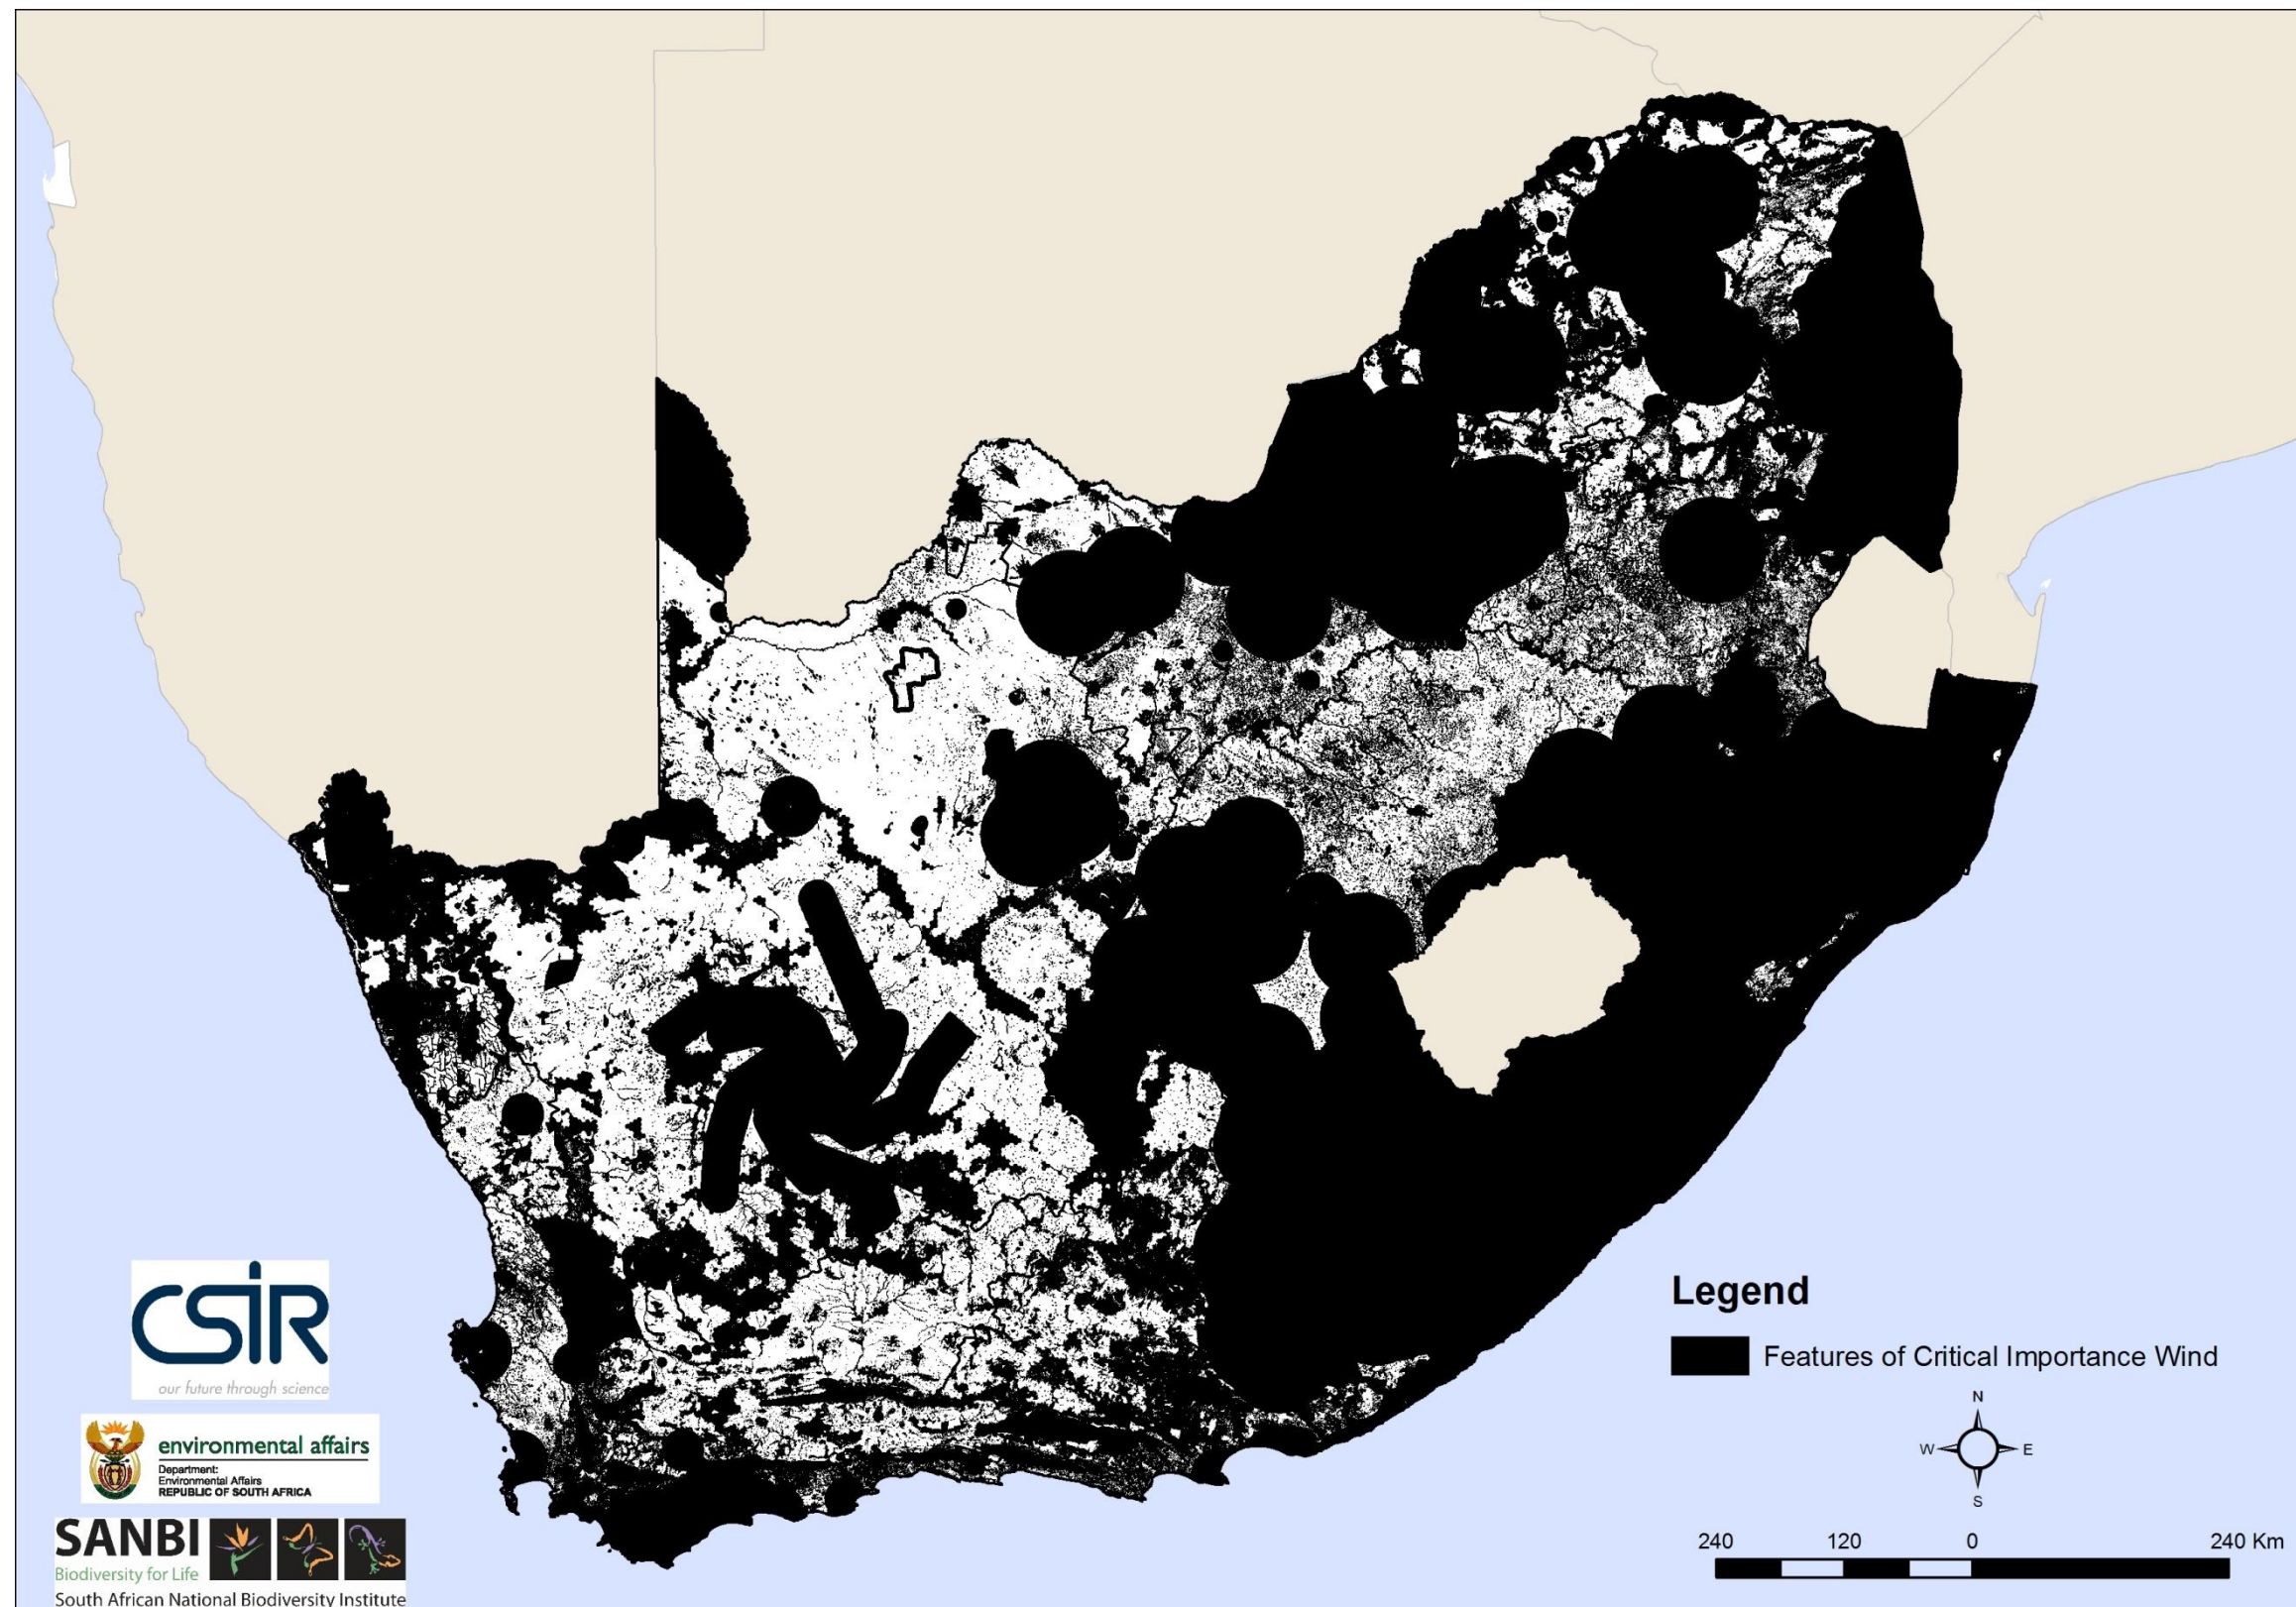 CSIR
our future through science
environmental affairs
Department:
Environmental Affairs
REPUBLIC OF SOUTH AFRICA
SANBI
Biodiversity for Life
South African National Biodiversity Institute
Legend
Features of Critical Importance Wind
N
W E
S
240 120 0 240 Km